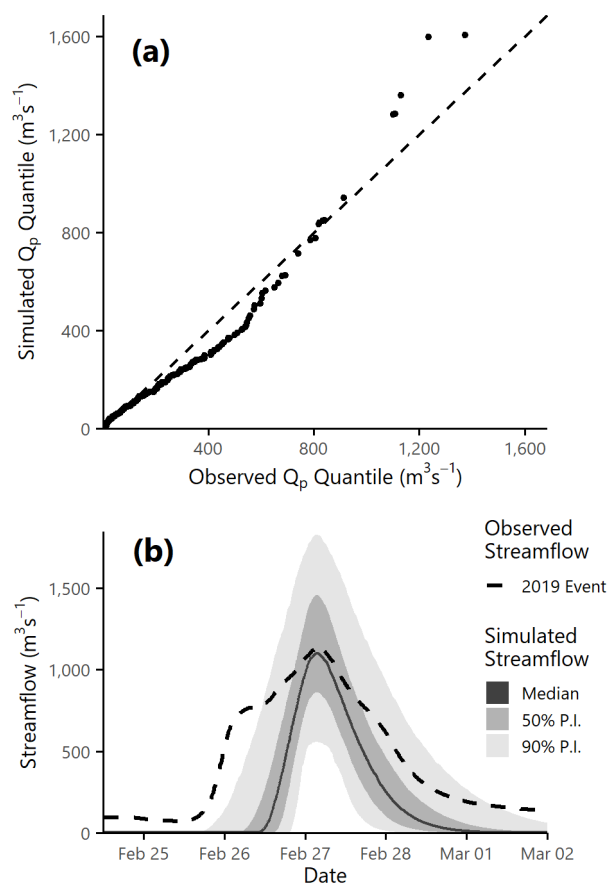 (a)
1,600
1,200
800
400
0
Simulated Qp Quantile (m³s⁻¹)
400 800 1,200 1,600
Observed Qp Quantile (m³s⁻¹)
(b)
1,500
1,000
500
0
Streamflow (m³s⁻¹)
Feb 25 Feb 26 Feb 27 Feb 28 Mar 01 Mar 02
Date
Observed
Streamflow
2019 Event
Simulated
Streamflow
Median
50% P.I.
90% P.I.